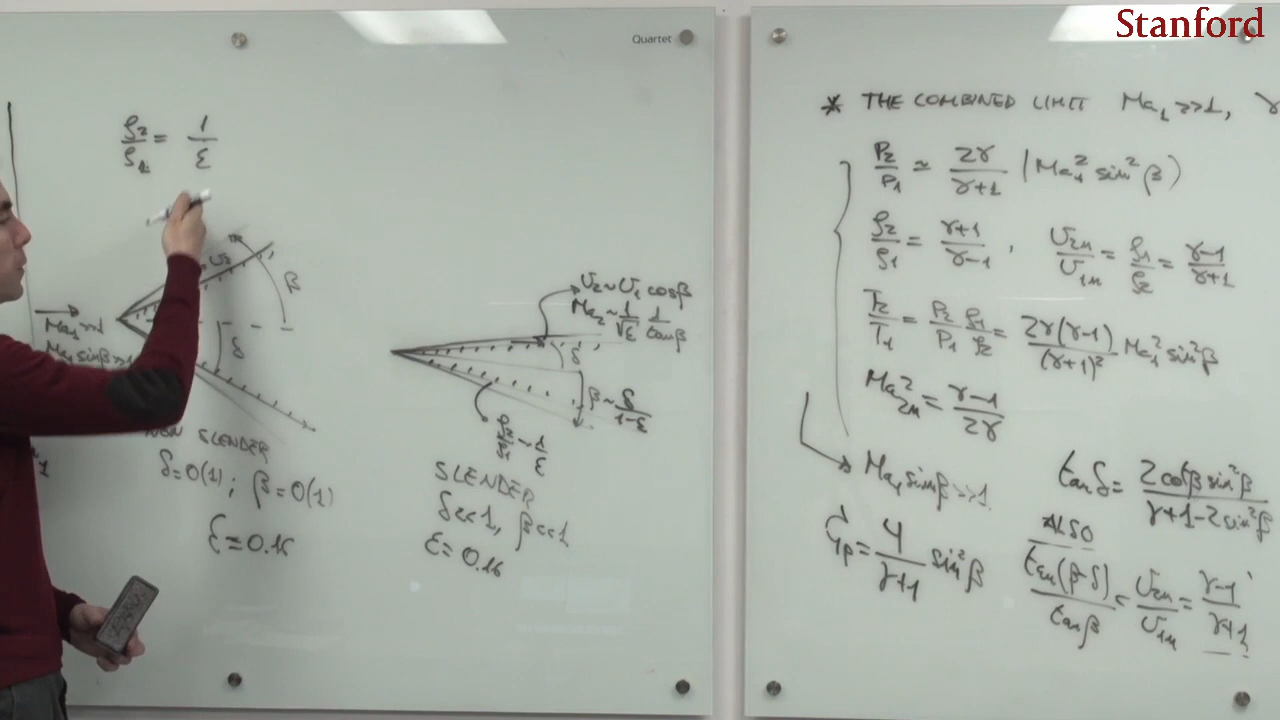 Stanford
Quartet
ρ₂/ρ₁ = 1/ε
U₂
β
Ma₁ >> 1
Ma₁ sinβ >> 1
δ
NON SLENDER
δ = O(1); β = O(1)
ε = 0.16
U₂ ~ U₁ cosβ
Ma₂ ~ 1/√ε 1/tanβ
δ
β ~ δ/(1-ε)
ρ₂/ρ₁ ~ 1/ε
SLENDER
δ << 1, β << 1
ε = 0.16
* THE COMBINED LIMIT Ma₁ >> 1, γ
P₂/P₁ ≃ 2γ/(γ+1) (Ma₁² sin²β)
ρ₂/ρ₁ = (γ+1)/(γ-1), U₂ₙ/U₁ₙ = ρ₁/ρ₂ = (γ-1)/(γ+1)
T₂/T₁ = P₂/P₁ ρ₁/ρ₂ = 2γ(γ-1)/(γ+1)² Ma₁² sin²β
Ma₂ₙ² = (γ-1)/2γ
Ma₁ sinβ >> 1
tanδ = 2cotβ sin²β/(γ+1-2sin²β)
Cp = 4/(γ+1) sin²β
ALSO
tan(β-δ)/tanβ = U₂ₙ/U₁ₙ = (γ-1)/(γ+1)